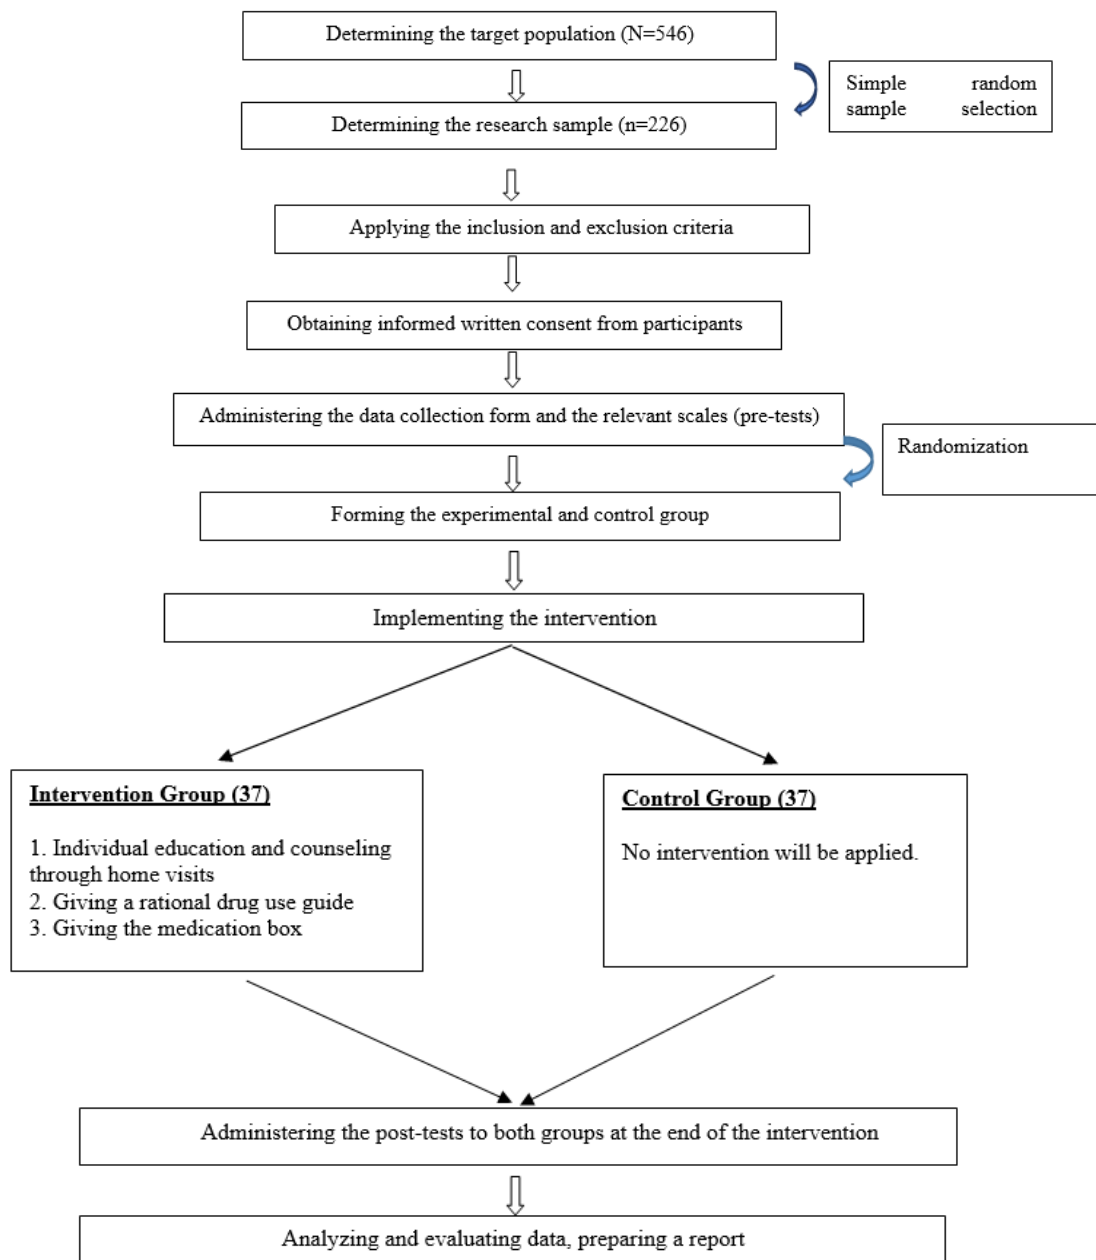 Determining the target population (N=546)
Simple random
sample selection
Determining the research sample (n=226)
Applying the inclusion and exclusion criteria
Obtaining informed written consent from participants
Administering the data collection form and the relevant scales (pre-tests)
Randomization
Forming the experimental and control group
Implementing the intervention
Intervention Group (37)
1. Individual education and counseling
through home visits
2. Giving a rational drug use guide
3. Giving the medication box
Control Group (37)
No intervention will be applied.
Administering the post-tests to both groups at the end of the intervention
Analyzing and evaluating data, preparing a report